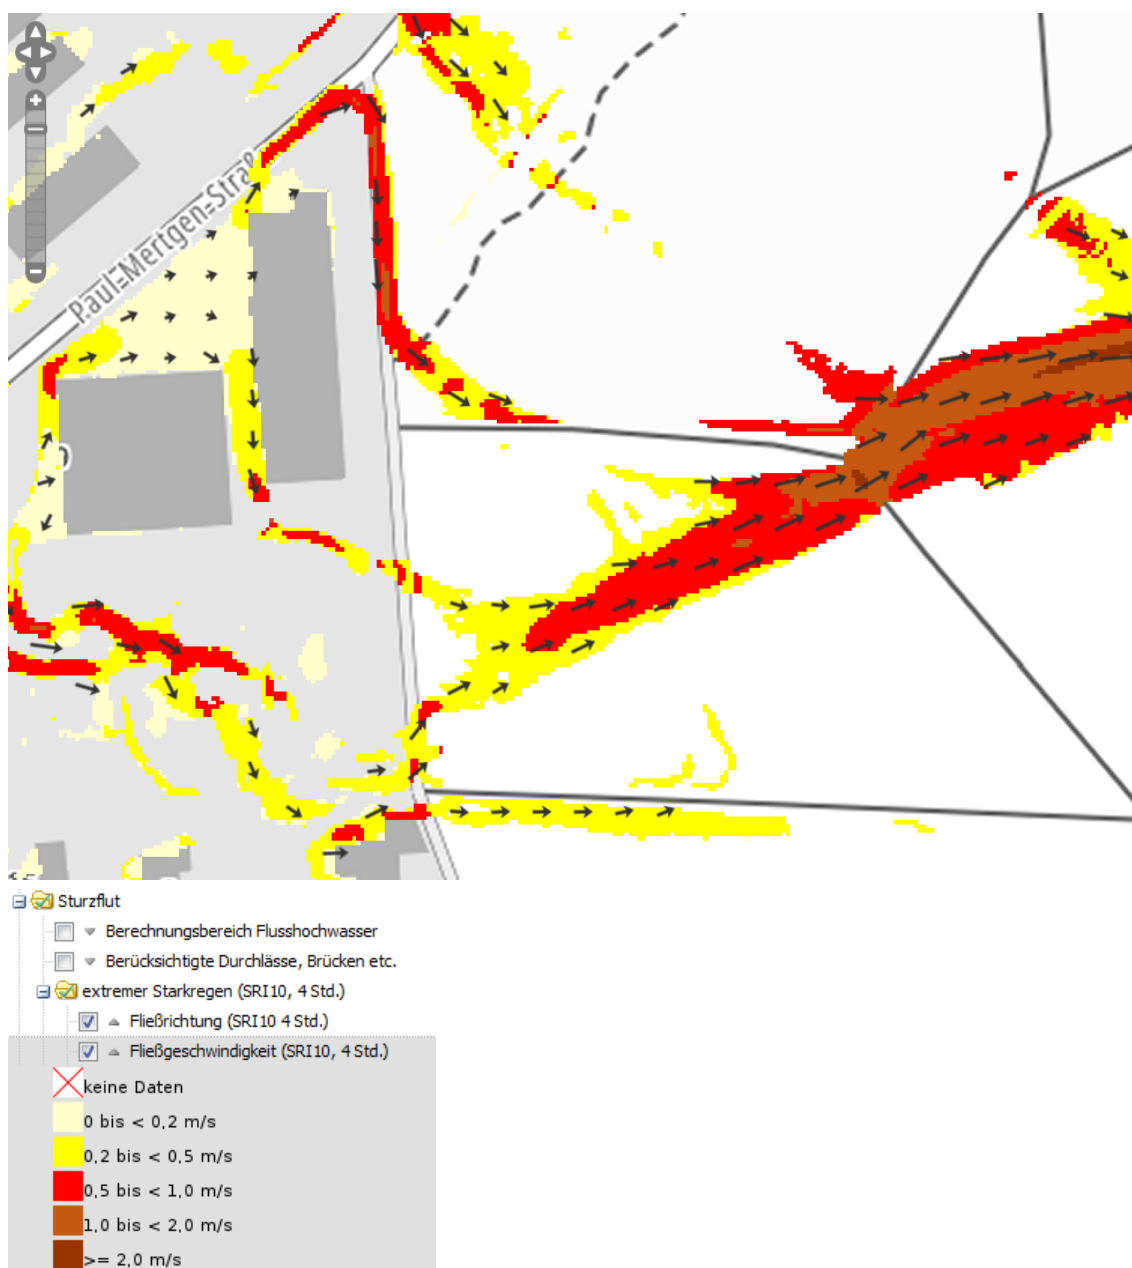 Paul-Mertgen-Straß
Sturzflut
Berechnungsbereich Flusshochwasser
Berücksichtigte Durchlässe, Brücken etc.
extremer Starkregen (SRI10, 4 Std.)
Fließrichtung (SRI10 4 Std.)
Fließgeschwindigkeit (SRI10, 4 Std.)
keine Daten
0 bis < 0,2 m/s
0,2 bis < 0,5 m/s
0,5 bis < 1,0 m/s
1,0 bis < 2,0 m/s
>= 2,0 m/s